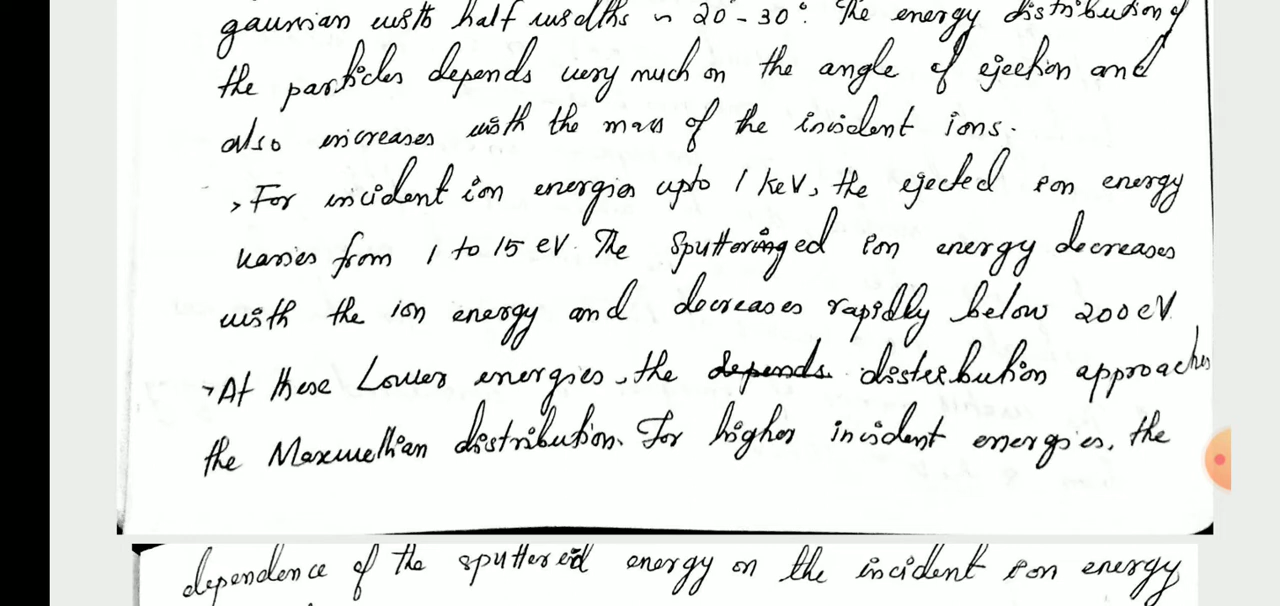 gaussian with half widths ~ 20° - 30°. The energy distribution of
the particles depends very much on the angle of ejection and
also increases with the mass of the incident ions.
> For incident ion energies upto 1 keV, the ejected ion energy
varies from 1 to 15 eV. The Sputteringed ion energy decreases
with the ion energy and decreases rapidly below 200 eV.
> At these Lower energies, the depends distribution approaches
the Maxwellian distribution. For higher incident energies, the
dependence of the sputtered energy on the incident ion energy